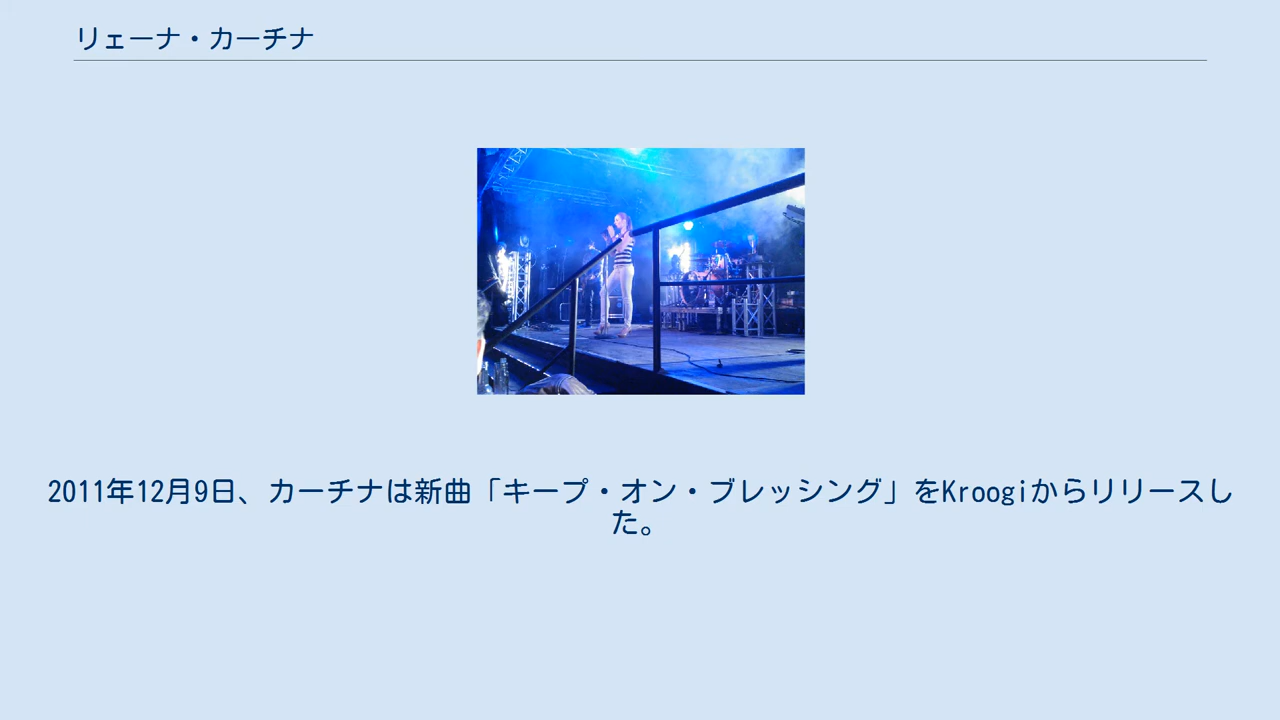 リェーナ・カーチナ
2011年12月9日、カーチナは新曲「キープ・オン・ブレッシング」をKroogiからリリースし
た。